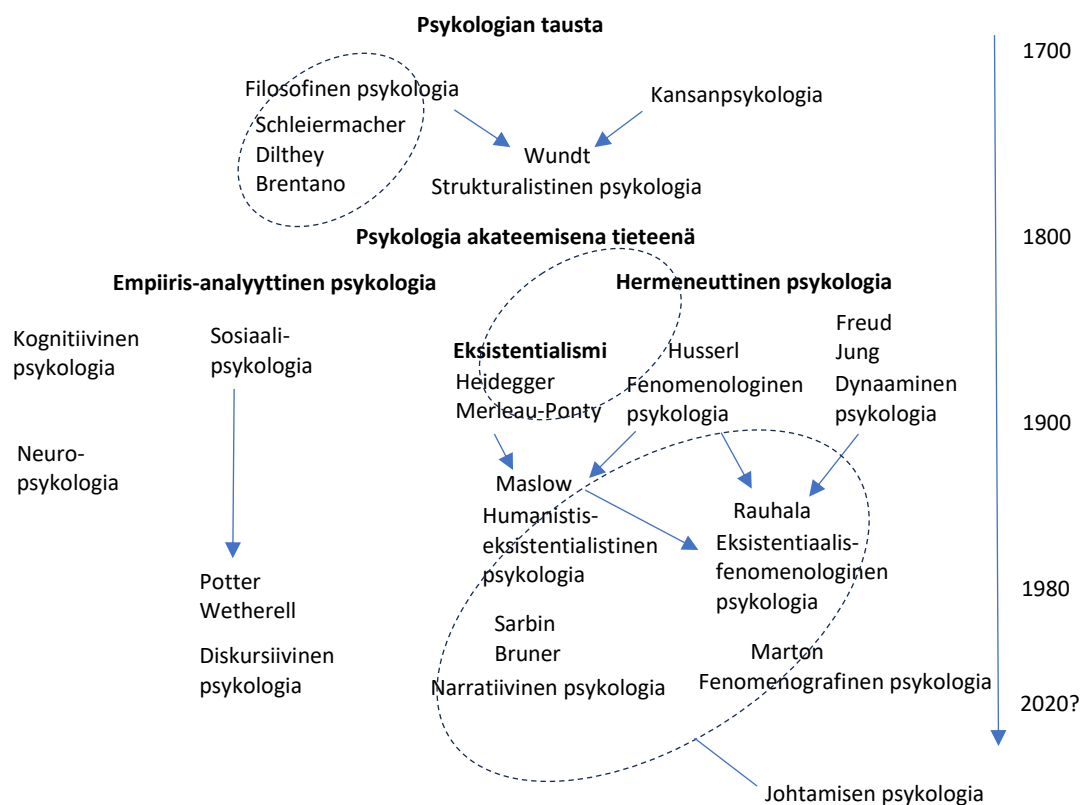 Psykologian tausta
1700
Filosofinen psykologia
Kansanpsykologia
Schleiermacher
Dilthey
Brentano
Wundt
Strukturalistinen psykologia
Psykologia akateemisena tieteenä
1800
Empiiris-analyyttinen psykologia
Hermeneuttinen psykologia
Kognitiivinen
psykologia
Sosiaali-
psykologia
Eksistentialismi
Heidegger
Merleau-Ponty
Husserl
Fenomenologinen
psykologia
Freud
Jung
Dynaaminen
psykologia
1900
Neuro-
psykologia
Maslow
Humanistis-
eksistentialistinen
psykologia
Rauhala
Eksistentiaalis-
fenomenologinen
psykologia
1980
Potter
Wetherell
Diskursiivinen
psykologia
Sarbin
Bruner
Narratiivinen psykologia
Marton
Fenomenografinen psykologia
2020?
Johtamisen psykologia